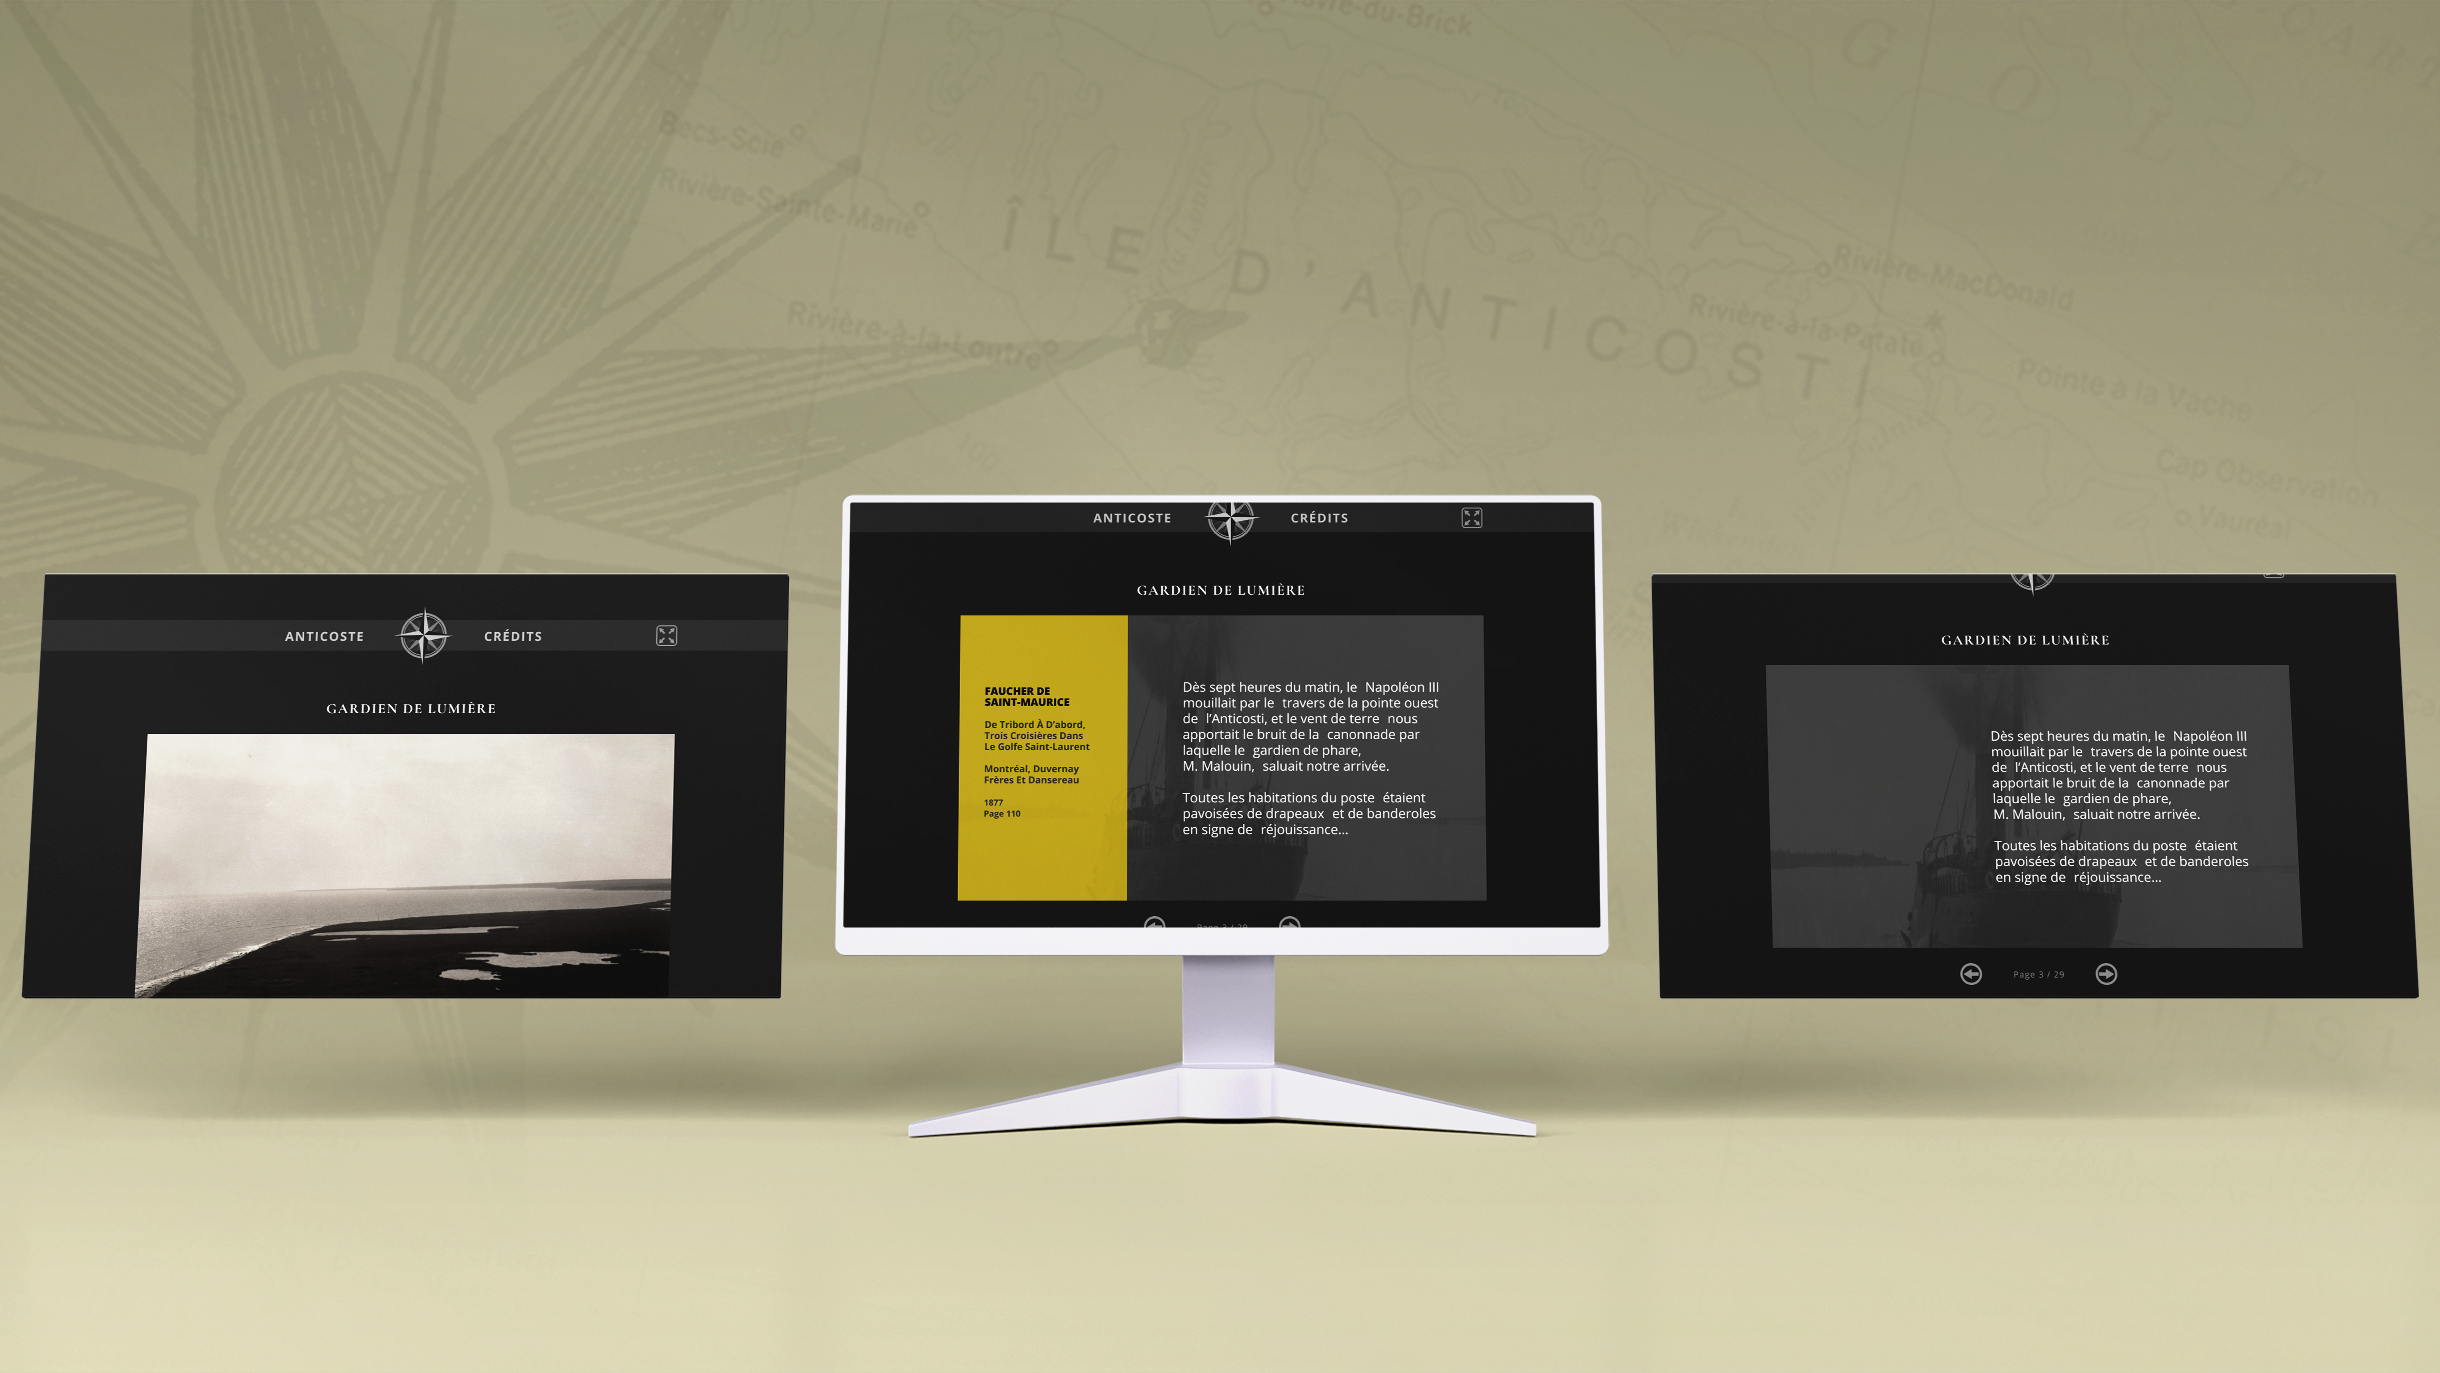 Havre-du-Brick
G O L
Becs-Scie
Rivière-Sainte-Marie
ÎLE D'ANTICOSTI
Rivière-MacDonald
Rivière-à-la-Loutre
Rivière-à-la-Patate
Pointe à la Vache
Cap Observation
Vauréal
100
ANTICOSTE
CRÉDITS
GARDIEN DE LUMIÈRE
ANTICOSTE
CRÉDITS
GARDIEN DE LUMIÈRE
FAUCHER DE
SAINT-MAURICE
De Tribord À D'abord,
Trois Croisières Dans
Le Golfe Saint-Laurent
Montréal, Duvernay
Frères Et Dansereau
1877
Page 110
Dès sept heures du matin, le Napoléon III
mouillait par le travers de la pointe ouest
de l'Anticosti, et le vent de terre nous
apportait le bruit de la canonnade par
laquelle le gardien de phare,
M. Malouin, saluait notre arrivée.
Toutes les habitations du poste étaient
pavoisées de drapeaux et de banderoles
en signe de réjouissance...
Page 3 / 29
GARDIEN DE LUMIÈRE
Dès sept heures du matin, le Napoléon III
mouillait par le travers de la pointe ouest
de l'Anticosti, et le vent de terre nous
apportait le bruit de la canonnade par
laquelle le gardien de phare,
M. Malouin, saluait notre arrivée.
Toutes les habitations du poste étaient
pavoisées de drapeaux et de banderoles
en signe de réjouissance...
Page 3 / 29